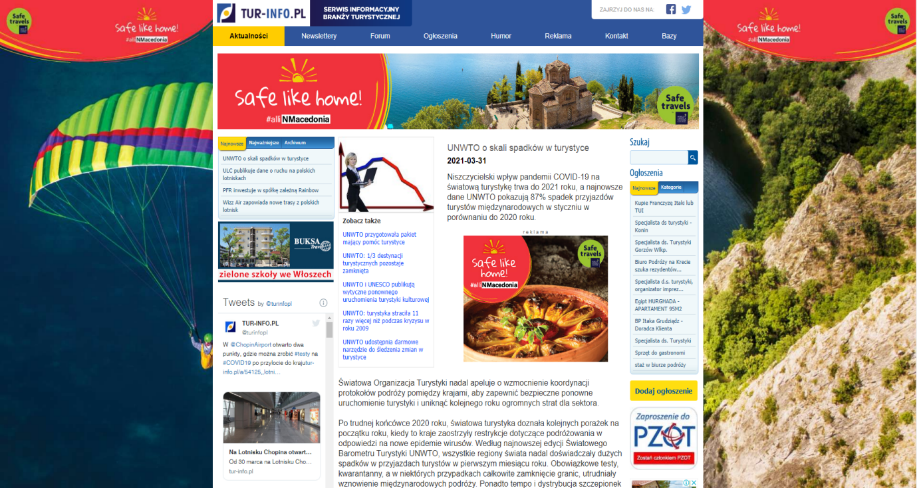 Safe travels
Safe like home!
#all4NMacedonia
TUR-INFO.PL
SERWIS INFORMACYJNY
BRANŻY TURYSTYCZNEJ
ZAJRZYJ DO NAS NA:
Safe travels
Safe like home!
NMacedonia
Aktualności
Newslettery
Forum
Ogłoszenia
Humor
Reklama
Kontakt
Bazy
Safe like home!
NMacedonia
Safe travels
Najnowsze
Najważniejsze
Archiwum
UNWTO o skali spadków w turystyce
ULC publikuje dane o ruchu na polskich
lotniskach
PFR inwestuje w spółkę zależną Rainbow
Wizz Air zapowiada nowe trasy z polskich
lotnisk
BUKSA
zielone szkoły we Włoszech
Tweets by @turinfopl
TUR-INFO.PL
@turinfopl
W @ChopinAirport otwarto dwa
punkty, gdzie można zrobić #testy na
#COVID19 po przylocie do krajutur-
info.pl/a/54125_lotni...
Na Lotnisku Chopina otwart...
Od 30 marca na Lotnisku Cho...
tur-info.pl
Zobacz także
UNWTO przygotowała pakiet
mający pomóc turystyce
UNWTO: 1/3 destynacji
turystycznych pozostaje
zamknięta
UNWTO i UNESCO publikują
wytyczne ponownego
uruchomienia turystyki kulturowej
UNWTO: turystyka straciła 11
razy więcej niż podczas kryzysu w
roku 2009
UNWTO udostępnia darmowe
narzędzie do śledzenia zmian w
turystyce
UNWTO o skali spadków w turystyce
2021-03-31
Niszczycielski wpływ pandemii COVID-19 na
światową turystykę trwa do 2021 roku, a najnowsze
dane UNWTO pokazują 87% spadek przyjazdów
turystów międzynarodowych w styczniu w
porównaniu do 2020 roku.
reklama
Safe like
home!
NMacedonia
Safe travels
Światowa Organizacja Turystyki nadal apeluje o wzmocnienie koordynacji
protokołów podróży pomiędzy krajami, aby zapewnić bezpieczne ponowne
uruchomienie turystyki i uniknąć kolejnego roku ogromnych strat dla sektora.
Po trudnej końcówce 2020 roku, światowa turystyka doznała kolejnych porażek na
początku roku, kiedy to kraje zaostrzyły restrykcje dotyczące podróżowania w
odpowiedzi na nowe epidemie wirusów. Według najnowszej edycji Światowego
Barometru Turystyki UNWTO, wszystkie regiony świata nadal doświadczały dużych
spadków w przyjazdach turystów w pierwszym miesiącu roku. Obowiązkowe testy,
kwarantanny, a w niektórych przypadkach całkowite zamknięcie granic, utrudniały
wznowienie międzynarodowych podróży. Ponadto tempo i dystrybucja szczepionek
Szukaj
Ogłoszenia
Najnowsze
Kategorie
Kupię Franczyzę Itaki lub
TUI
Specjalista ds turystyki -
Konin
Specjalista ds. Turystyki
Gorzów Wlkp.
Biuro Podróży na Kracie
szuka rezydentów...
Specjalista d.s. turystyki,
organizator imprez...
Egipt HURGHADA -
APARTAMENT 95M2
BP Itaka Grudziądz -
Doradca Klienta
Specjalista ds. Turystyki
Sprzęt do gastronomi
staż w biurze podróży
Dodaj ogłoszenie
Zaproszenie do
PZOT
Zostań członkiem PZOT